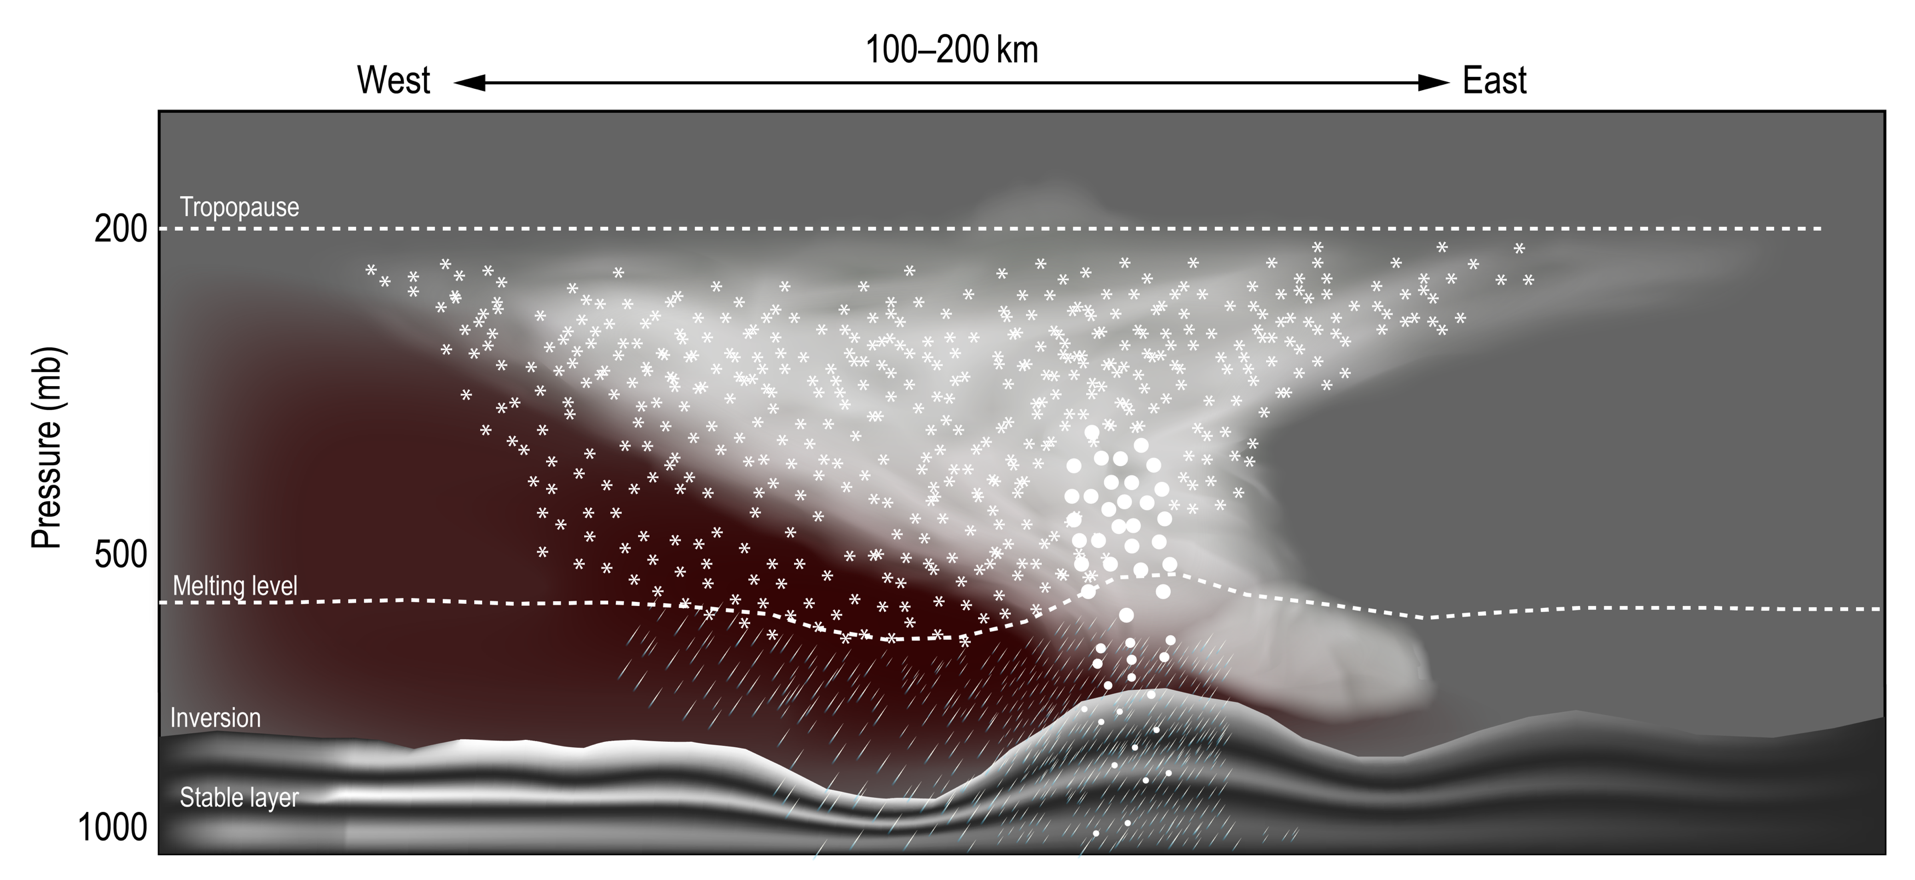 100–200 km
West
East
Tropopause
200
Pressure (mb)
500
Melting level
Inversion
Stable layer
1000